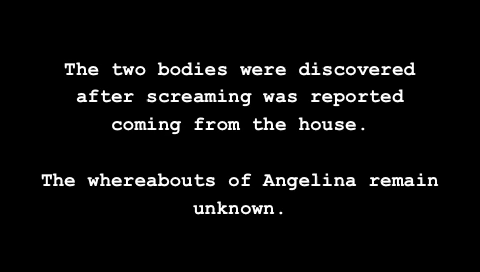 The two bodies were discovered
after screaming was reported
coming from the house.
The whereabouts of Angelina remain
unknown.